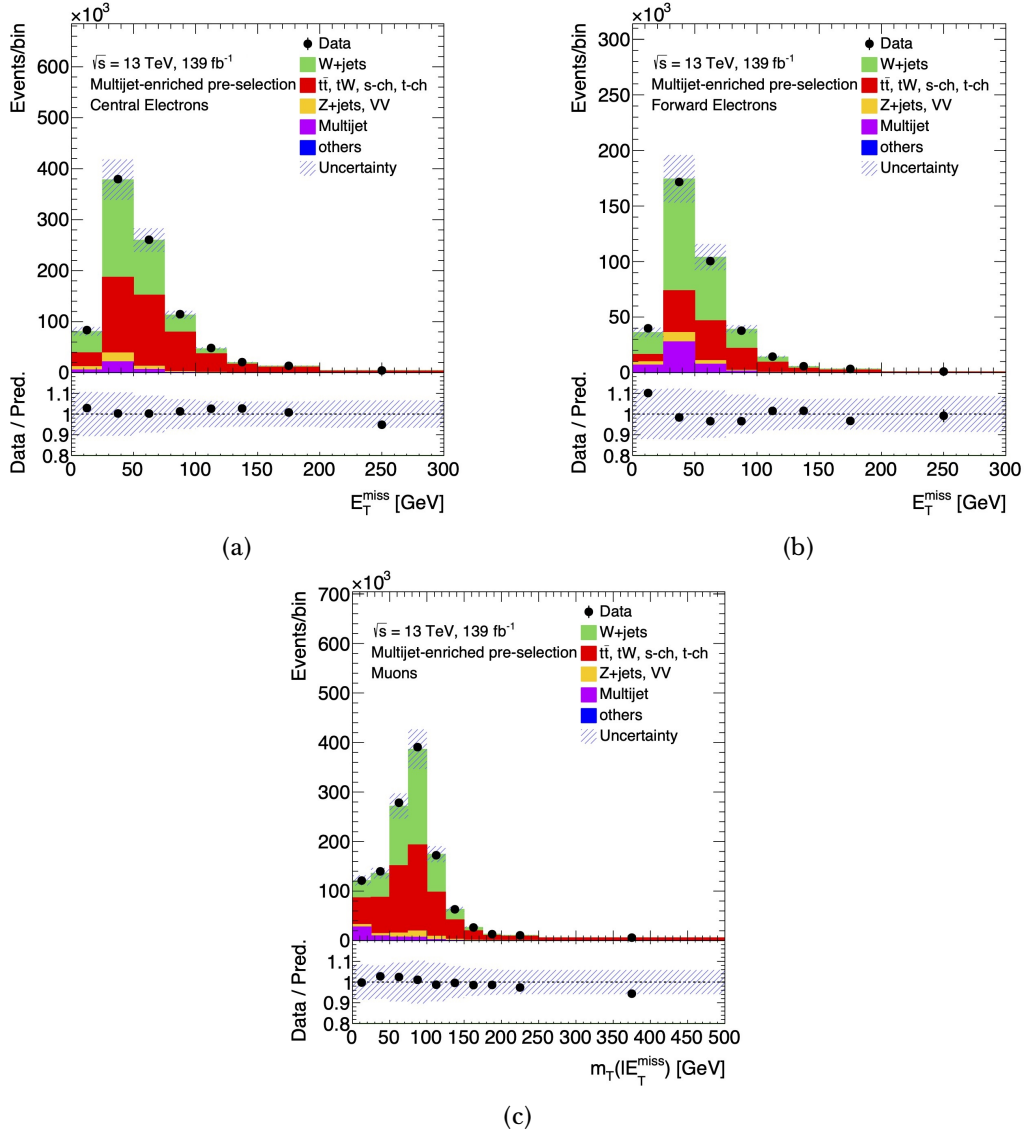 ×10³
Events/bin
√s = 13 TeV, 139 fb⁻¹
Multijet-enriched pre-selection
Central Electrons
Data
W+jets
tt̄, tW, s-ch, t-ch
Z+jets, VV
Multijet
others
Uncertainty
600
500
400
300
200
100
0
Data / Pred.
1.1
1
0.9
0.8
0 50 100 150 200 250 300
E_T^miss [GeV]
(a)
×10³
Events/bin
√s = 13 TeV, 139 fb⁻¹
Multijet-enriched pre-selection
Forward Electrons
Data
W+jets
tt̄, tW, s-ch, t-ch
Z+jets, VV
Multijet
others
Uncertainty
300
250
200
150
100
50
0
Data / Pred.
1.1
1
0.9
0.8
0 50 100 150 200 250 300
E_T^miss [GeV]
(b)
×10³
Events/bin
√s = 13 TeV, 139 fb⁻¹
Multijet-enriched pre-selection
Muons
Data
W+jets
tt̄, tW, s-ch, t-ch
Z+jets, VV
Multijet
others
Uncertainty
700
600
500
400
300
200
100
0
Data / Pred.
1.1
1
0.9
0.8
0 50 100 150 200 250 300 350 400 450 500
m_T(lE_T^miss) [GeV]
(c)